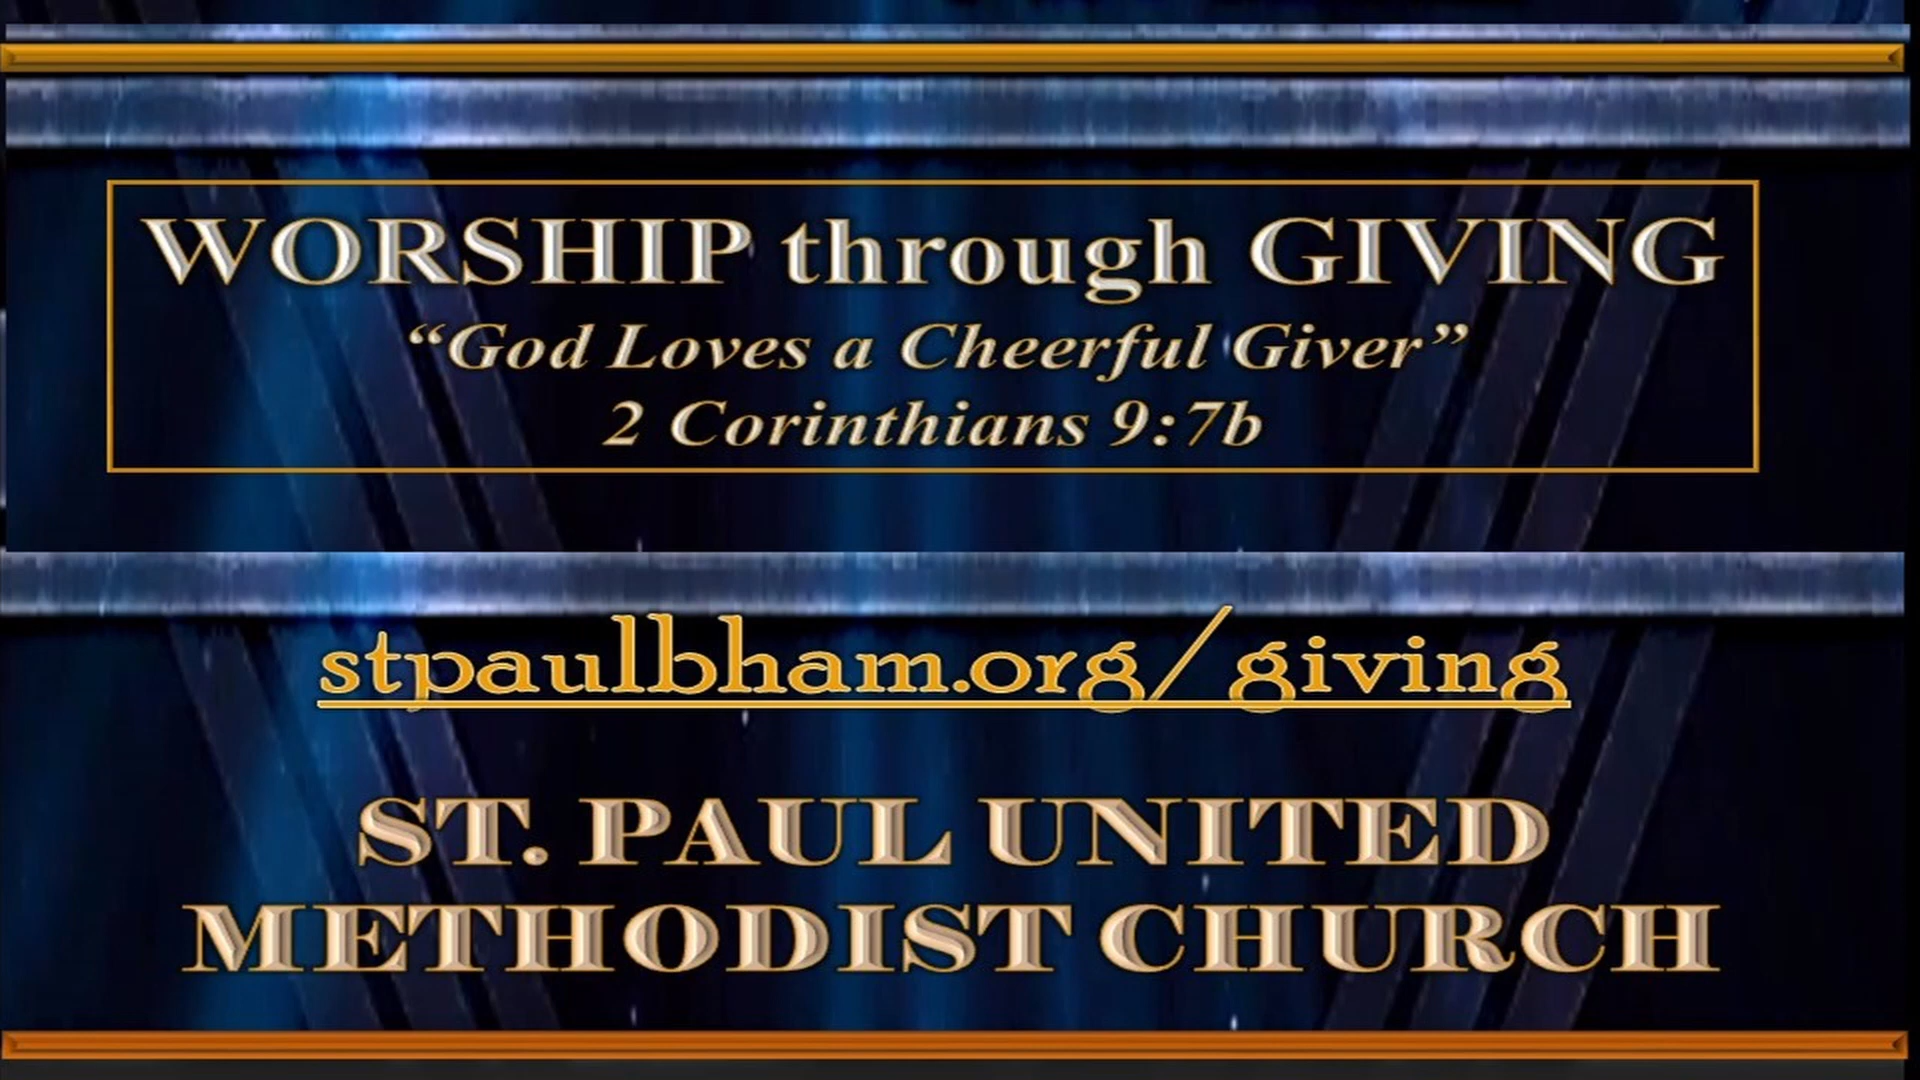 WORSHIP through GIVING
“God Loves a Cheerful Giver”
2 Corinthians 9:7b
stpaulbham.org/giving
ST. PAUL UNITED
METHODIST CHURCH